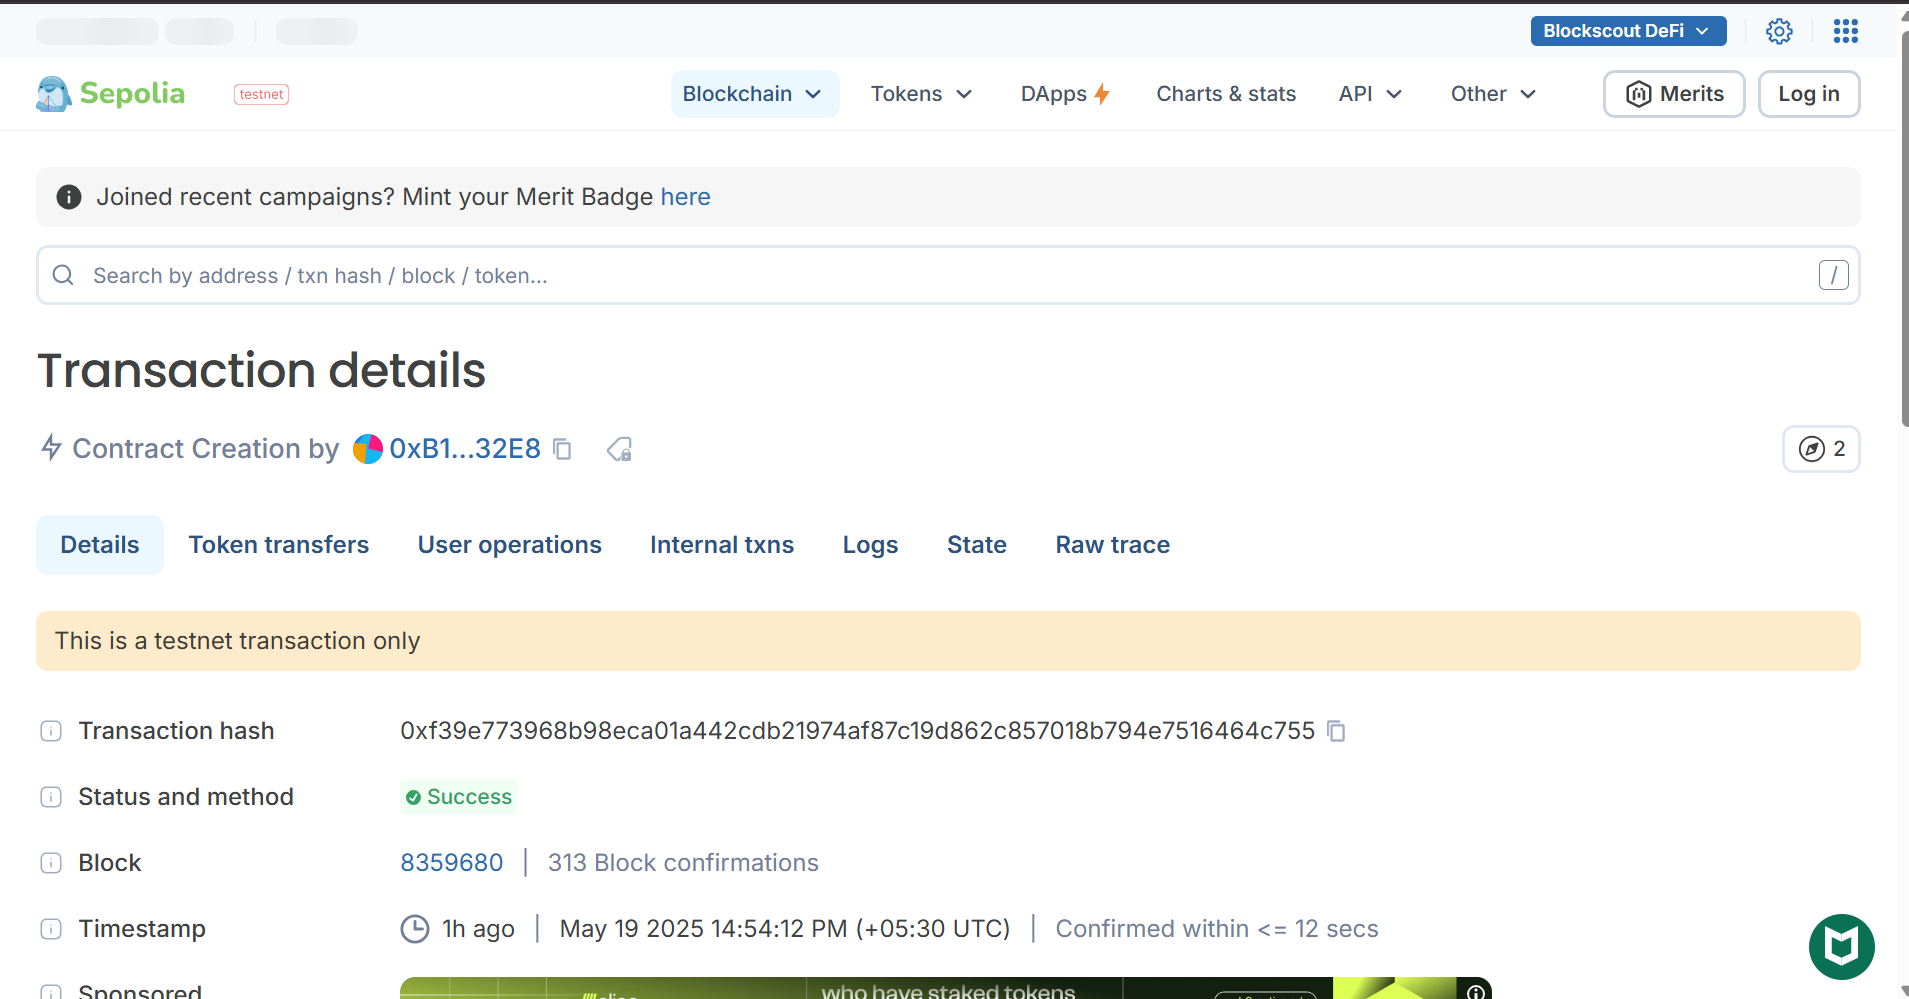 Blockscout DeFi
Sepolia testnet Blockchain Tokens DApps Charts & stats API Other Merits Log in
Joined recent campaigns? Mint your Merit Badge here
Search by address / txn hash / block / token... /
Transaction details
Contract Creation by 0xB1...32E8 2
Details Token transfers User operations Internal txns Logs State Raw trace
This is a testnet transaction only
Transaction hash 0xf39e773968b98eca01a442cdb21974af87c19d862c857018b794e7516464c755
Status and method Success
Block 8359680 | 313 Block confirmations
Timestamp 1h ago | May 19 2025 14:54:12 PM (+05:30 UTC) | Confirmed within <= 12 secs
Sponsored who have staked tokens